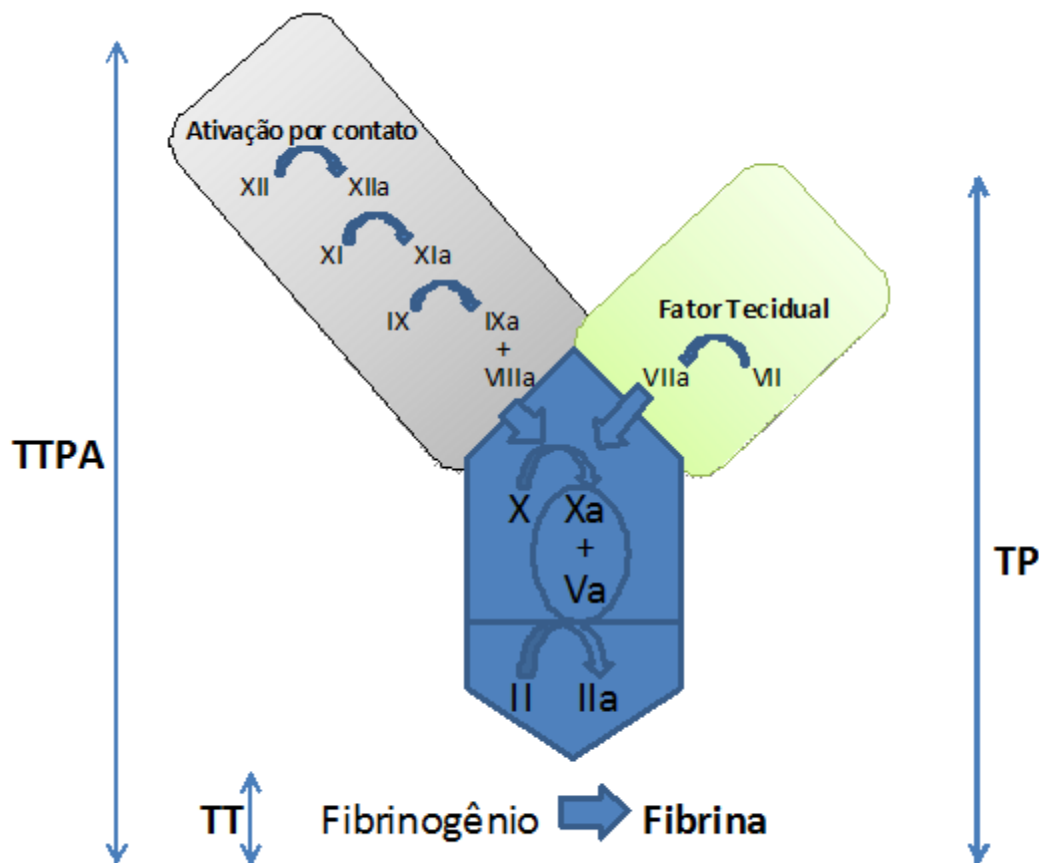 Ativação por contato
XII XIIa
XI XIa
IX IXa
+
VIIIa
Fator Tecidual
VIIa VII
TTPA
X Xa
+
Va
TP
II IIa
TT
Fibrinogênio Fibrina